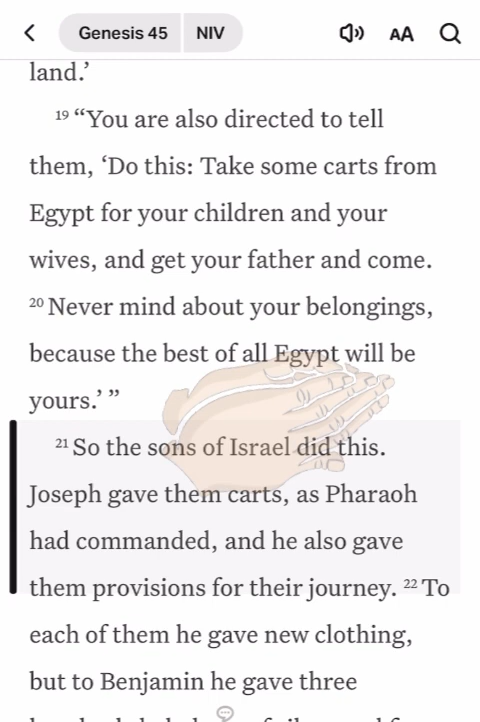 Genesis 45 NIV AA
land.’
19 “You are also directed to tell
them, ‘Do this: Take some carts from
Egypt for your children and your
wives, and get your father and come.
20 Never mind about your belongings,
because the best of all Egypt will be
yours.’ ”
21 So the sons of Israel did this.
Joseph gave them carts, as Pharaoh
had commanded, and he also gave
them provisions for their journey. 22 To
each of them he gave new clothing,
but to Benjamin he gave three